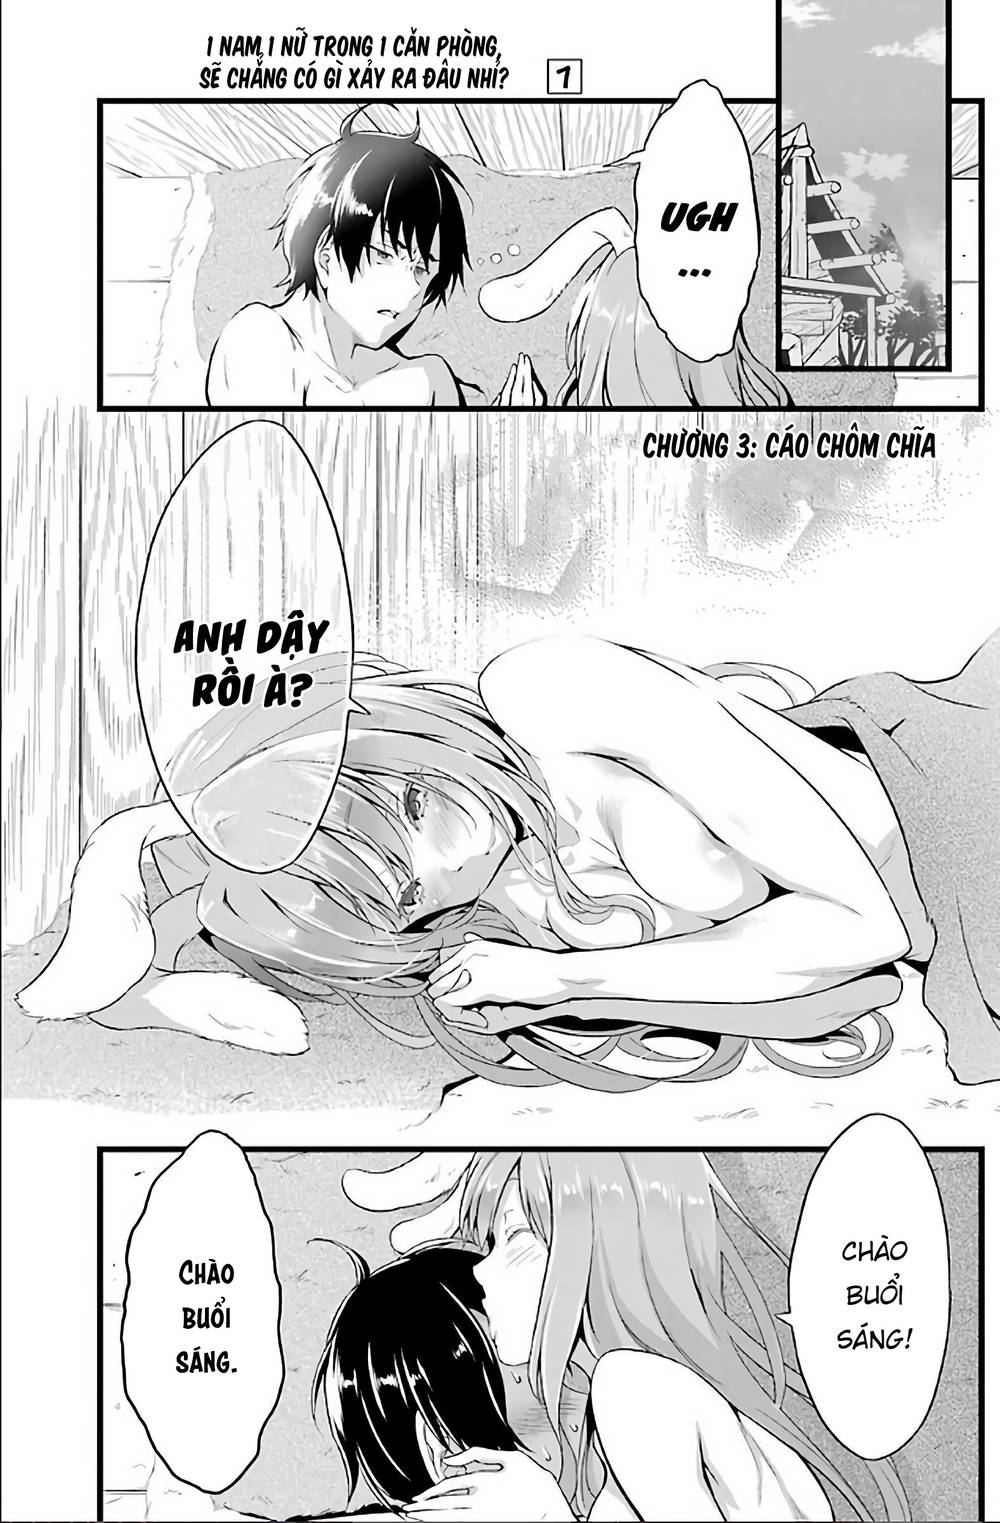 1 NAM 1 NỮ TRONG 1 CĂN PHÒNG,
SẼ CHẲNG CÓ GÌ XẢY RA ĐÂU NHỈ?
1
UGH
...
CHƯƠNG 3: CÁO CHÔM CHĨA
ANH DẬY
RỒI À?
CHÀO
BUỔI
SÁNG!
CHÀO
BUỔI
SÁNG.